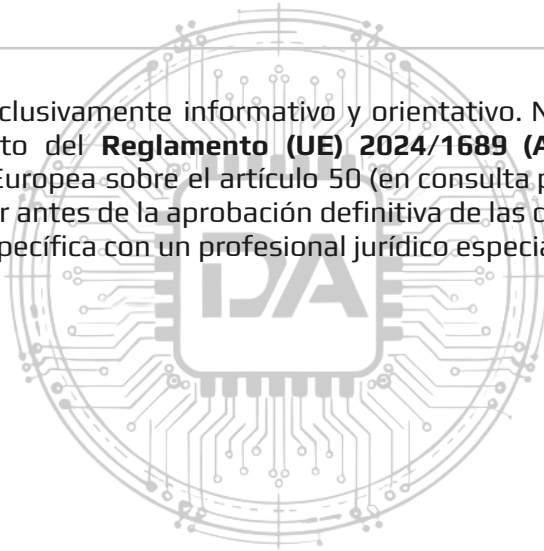 clusivamente informativo y orientativo. N
to del Reglamento (UE) 2024/1689 (A
Europea sobre el artículo 50 (en consulta p
r antes de la aprobación definitiva de las d
pecífica con un profesional jurídico especia
IDA